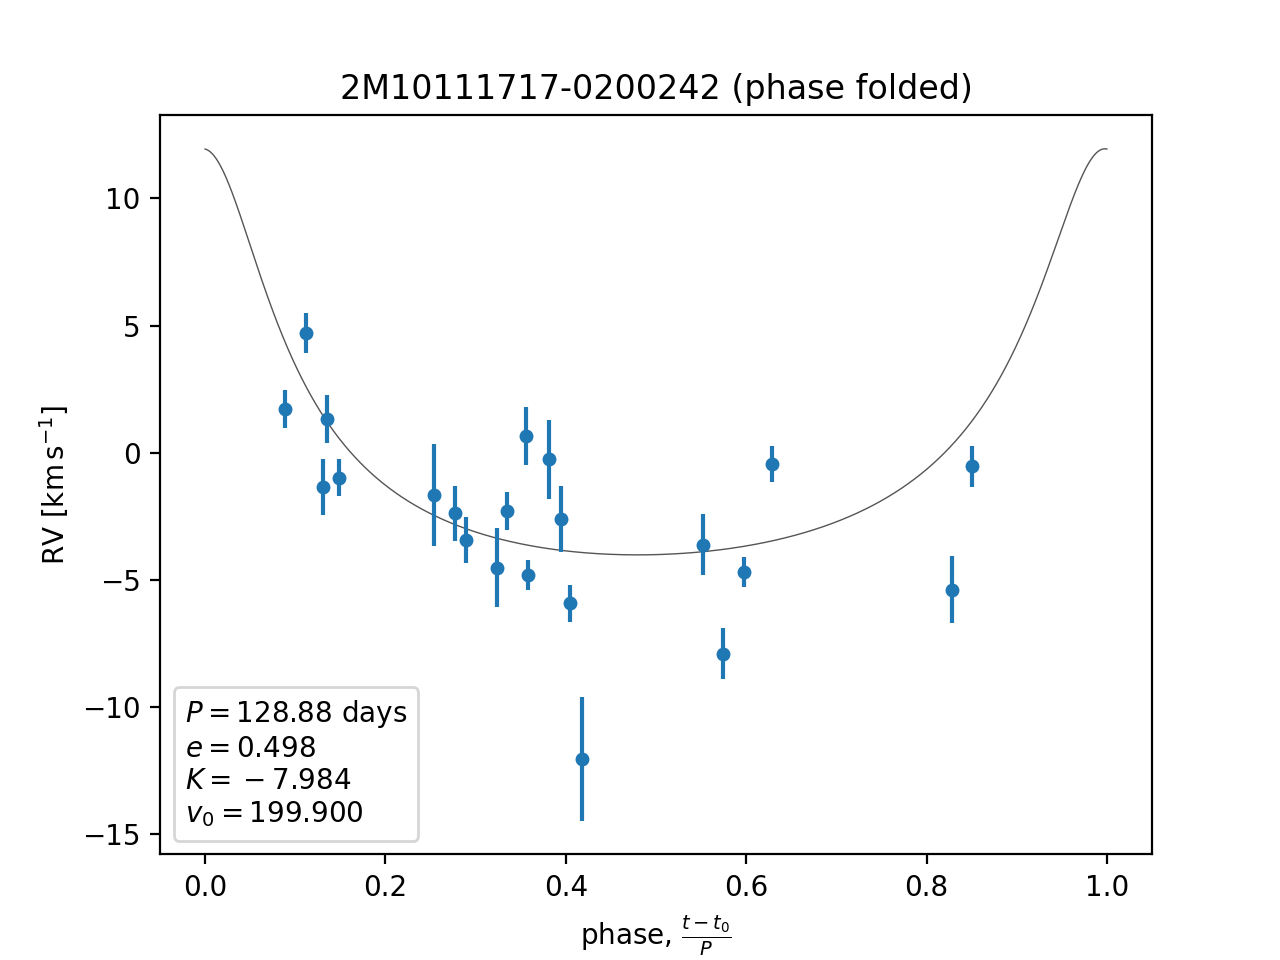 2M10111717-0200242 (phase folded)
RV [km s⁻¹]
10
5
0
−5
−10
−15
P = 128.88 days
e = 0.498
K = −7.984
v₀ = 199.900
0.0 0.2 0.4 0.6 0.8 1.0
phase, (t − t₀)/P